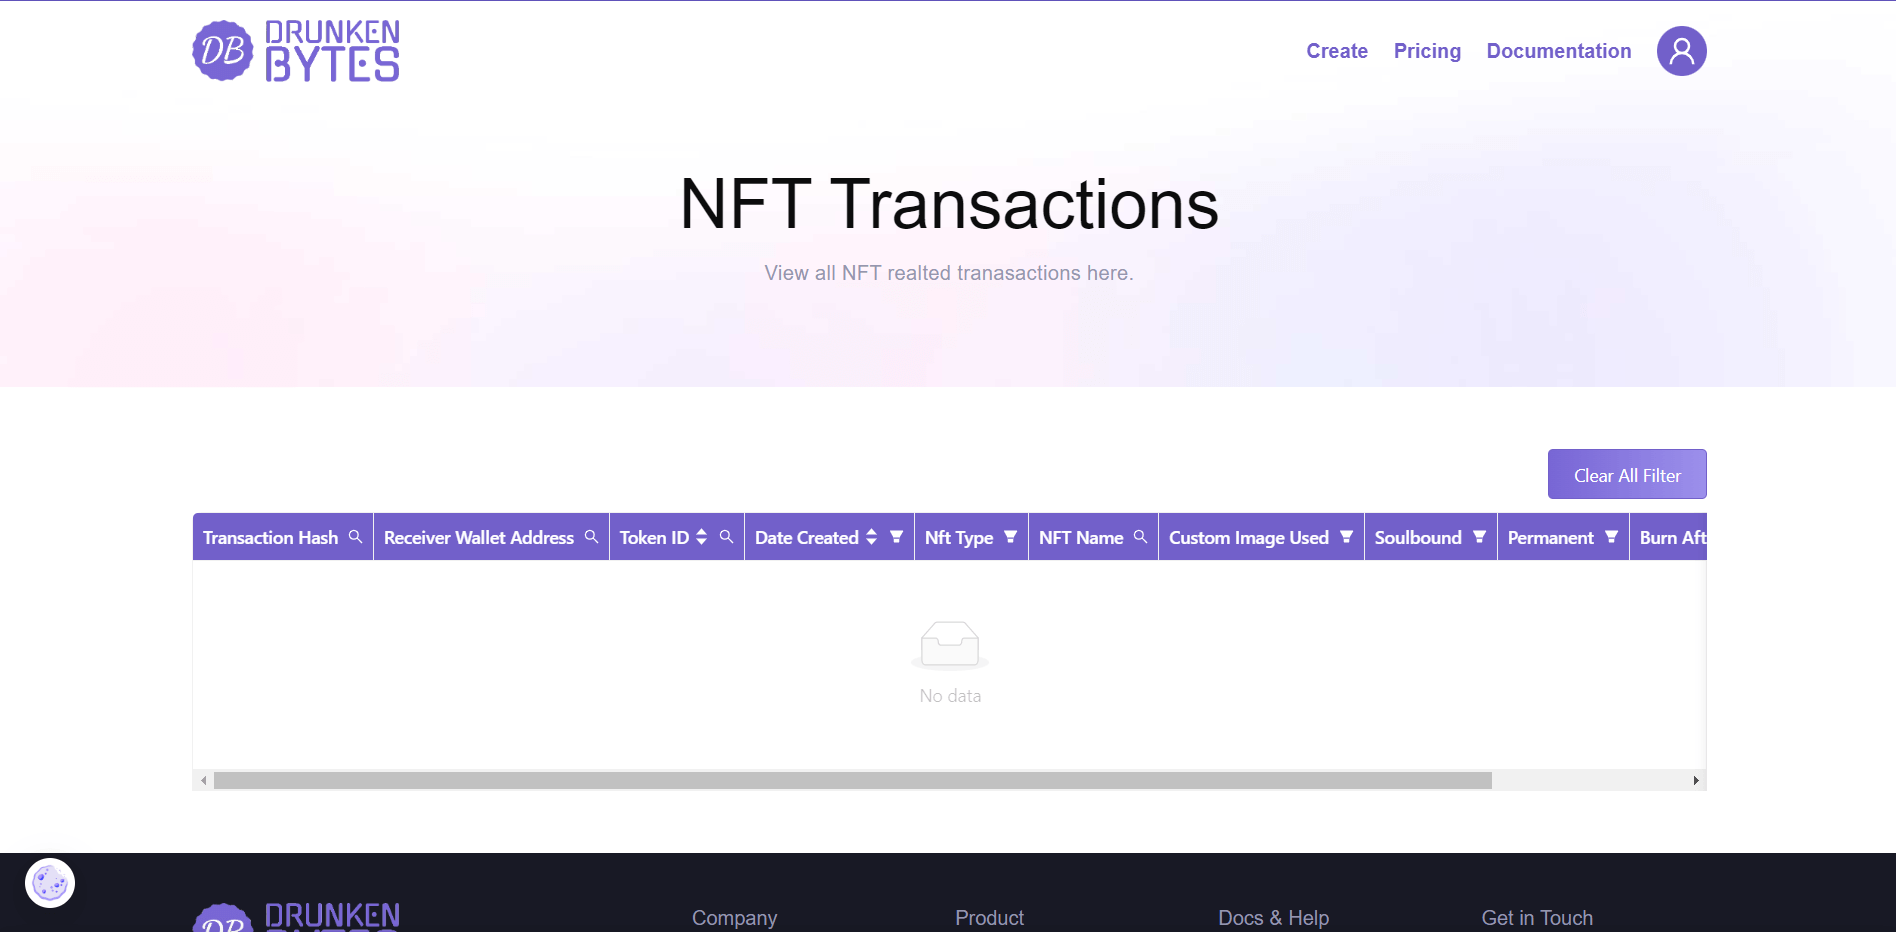 DB DRUNKEN BYTES
Create Pricing Documentation
NFT Transactions
View all NFT realted tranasactions here.
Clear All Filter
Transaction Hash Receiver Wallet Address Token ID Date Created Nft Type NFT Name Custom Image Used Soulbound Permanent Burn Aft
No data
DB DRUNKEN BYTES
Company Product Docs & Help Get in Touch